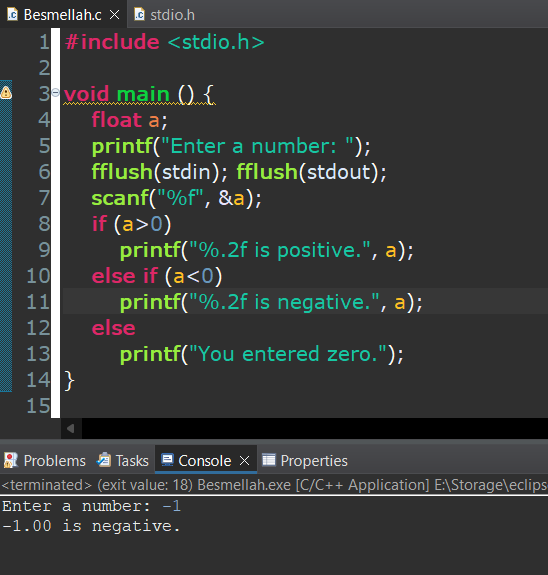 Besmellah.c stdio.h
1 #include <stdio.h>
2
3 void main () {
4 float a;
5 printf("Enter a number: ");
6 fflush(stdin); fflush(stdout);
7 scanf("%f", &a);
8 if (a>0)
9 printf("%.2f is positive.", a);
10 else if (a<0)
11 printf("%.2f is negative.", a);
12 else
13 printf("You entered zero.");
14 }
15
Problems Tasks Console Properties
<terminated> (exit value: 18) Besmellah.exe [C/C++ Application] E:\Storage\eclips
Enter a number: -1
-1.00 is negative.